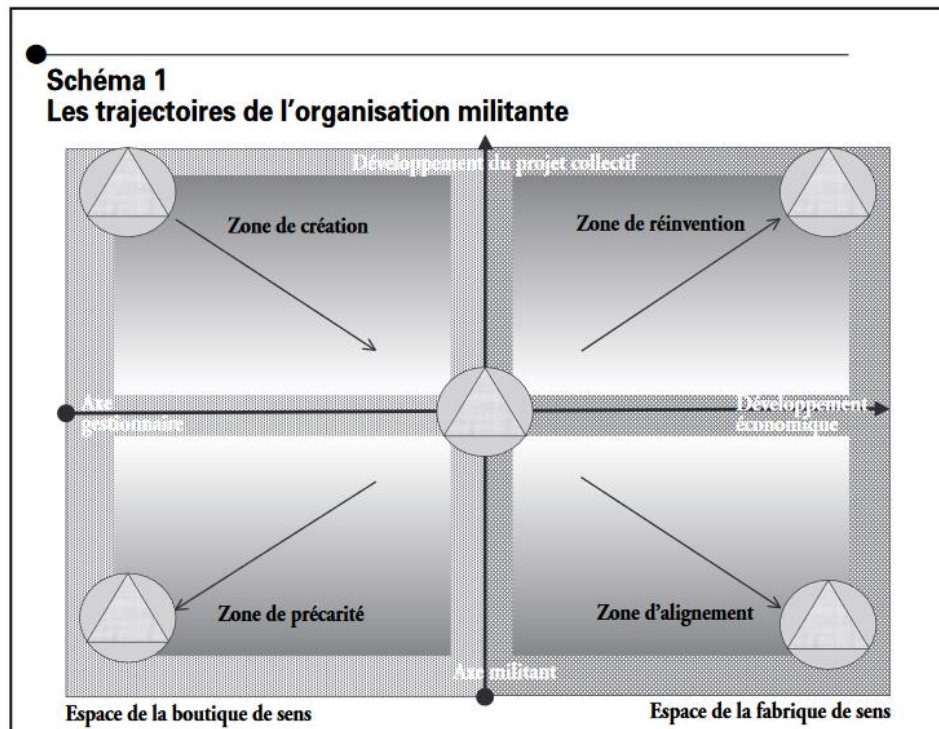 Schéma 1
Les trajectoires de l'organisation militante
Développement du projet collectif
Zone de création
Zone de réinvention
Axe
gestionnaire
Développement
économique
Zone de précarité
Zone d'alignement
Axe militant
Espace de la boutique de sens
Espace de la fabrique de sens